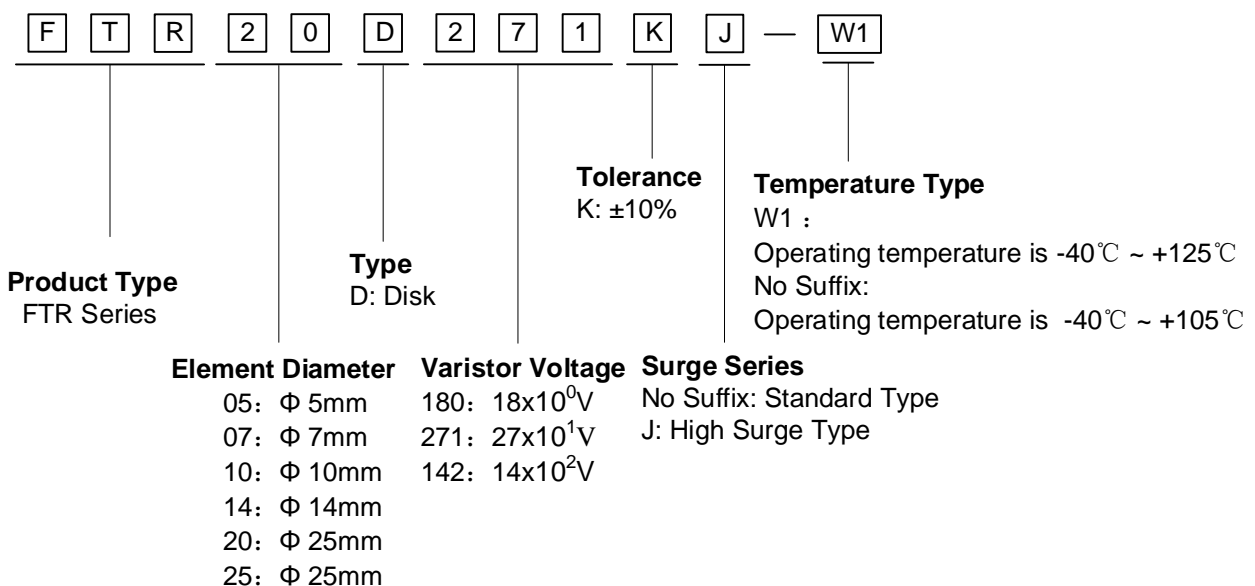 F T R 2 0 D 2 7 1 K J — W1
Tolerance
K: ±10%
Temperature Type
W1：
Operating temperature is -40℃ ~ +125℃
No Suffix:
Operating temperature is -40℃ ~ +105℃
Type
D: Disk
Product Type
FTR Series
Element Diameter
05： Φ 5mm
07： Φ 7mm
10： Φ 10mm
14： Φ 14mm
20： Φ 25mm
25： Φ 25mm
Varistor Voltage
180： 18x10⁰V
271： 27x10¹V
142： 14x10²V
Surge Series
No Suffix: Standard Type
J: High Surge Type